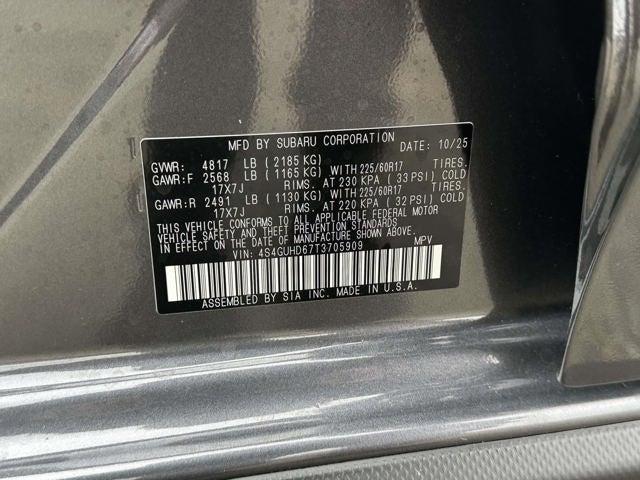 MFD BY SUBARU CORPORATION DATE: 10/25
GVWR: 4817 LB (2185 KG)
GAWR:F 2568 LB (1165 KG) WITH 225/60R17 TIRES.
17X7J RIMS. AT 230 KPA ( 33 PSI) COLD
GAWR:R 2491 LB (1130 KG) WITH 225/60R17 TIRES.
17X7J RIMS. AT 220 KPA ( 32 PSI) COLD
THIS VEHICLE CONFORMS TO ALL APPLICABLE FEDERAL MOTOR
VEHICLE SAFETY AND THEFT PREVENTION STANDARDS
IN EFFECT ON THE DATE OF MANUFACTURE SHOWN ABOVE.
VIN: 4S4GUHD67T3705909 MPV
ASSEMBLED BY SIA INC. MADE IN U.S.A.